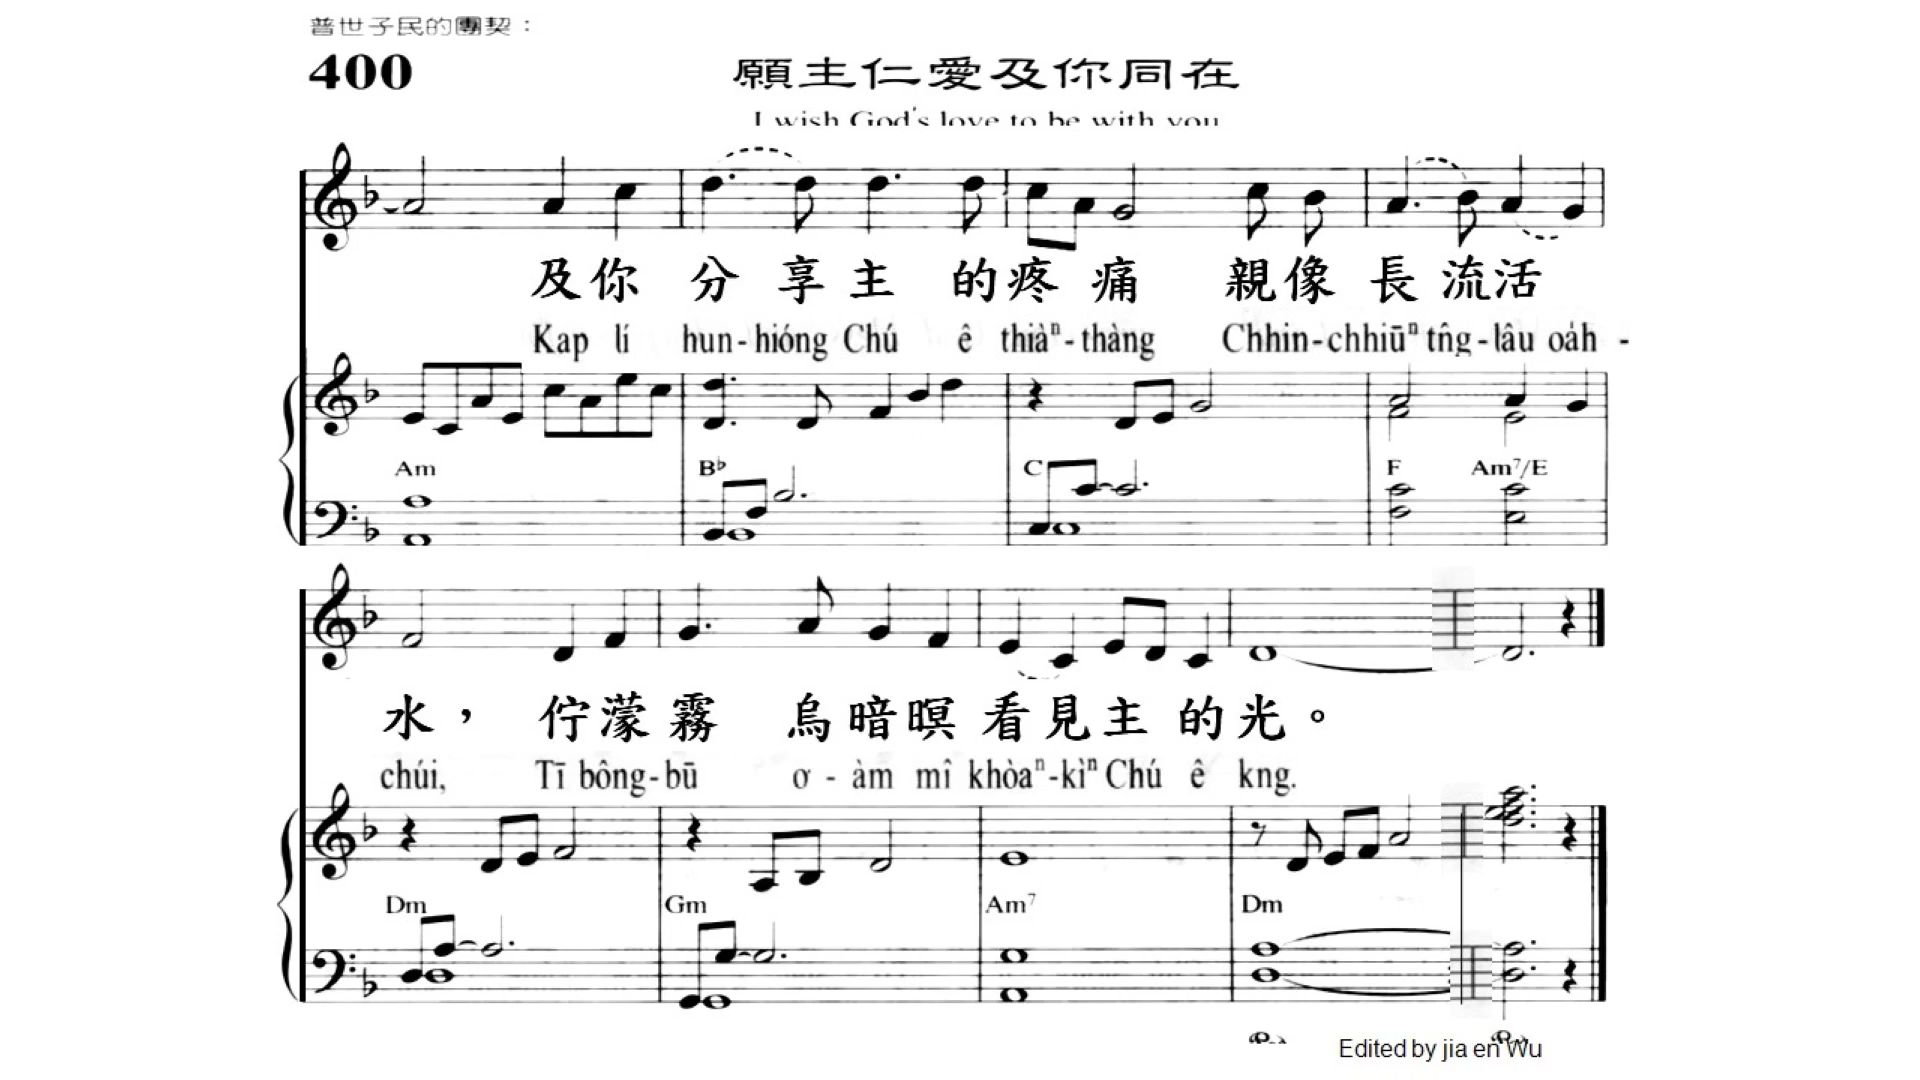 普世子民的團契：
400
願主仁愛及你同在
I wish God's love to be with you
及你 分 享 主 的疼 痛 親像 長 流活
Kap lí hun-hióng Chú ê thiàⁿ-thàng Chhin-chhiūⁿ tn̂g-lâu oa̍h -
Am B♭ C F Am⁷/E
水， 佇濛霧 烏暗暝 看見主 的光。
chúi, Tī bông-bū o͘ - àm mî khòaⁿ-kìⁿ Chú ê kng.
Dm Gm Am⁷ Dm
Edited by jia en Wu